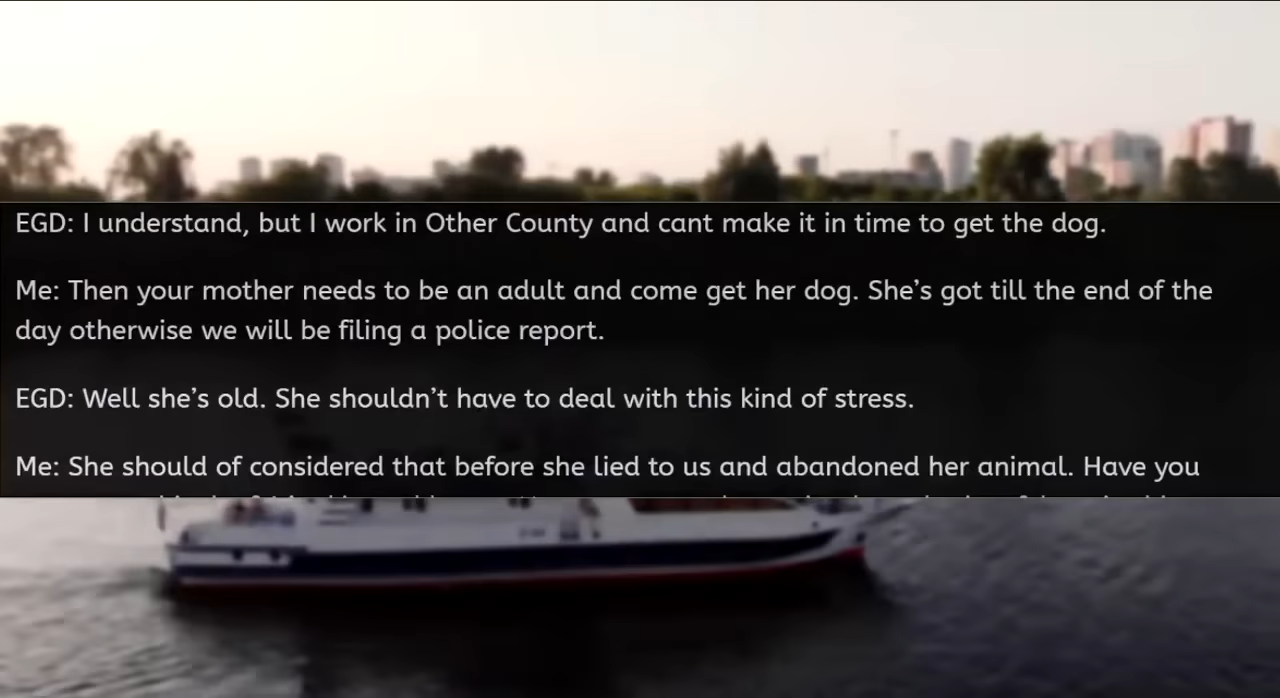 EGD: I understand, but I work in Other County and cant make it in time to get the dog.
Me: Then your mother needs to be an adult and come get her dog. She’s got till the end of the
day otherwise we will be filing a police report.
EGD: Well she’s old. She shouldn’t have to deal with this kind of stress.
Me: She should of considered that before she lied to us and abandoned her animal. Have you